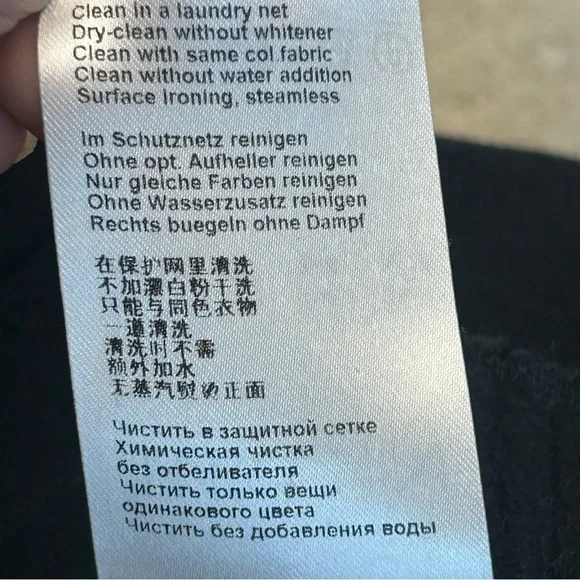 Clean in a laundry net
Dry-clean without whitener
Clean with same col.fabric
Clean without water addition
Surface ironing, steamless
Im Schutznetz reinigen
Ohne opt. Aufheller reinigen
Nur gleiche Farben reinigen
Ohne Wasserzusatz reinigen
Rechts buegeln ohne Dampf
在保护网里清洗
不加漂白粉干洗
只能与同色衣物
一道清洗
清洗时不需
额外加水
无蒸汽熨烫正面
Чистить в защитной сетке
Химическая чистка
без отбеливателя
Чистить только вещи
одинакового цвета
Чистить без добавления воды